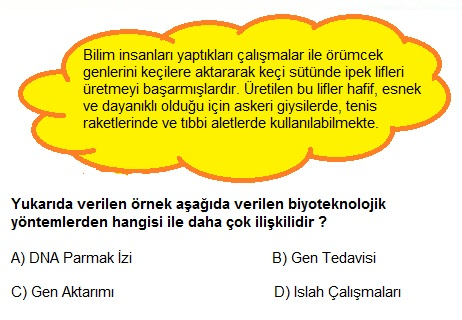 Bilim insanları yaptıkları çalışmalar ile örümcek
genlerini keçilere aktararak keçi sütünde ipek lifleri
üretmeyi başarmışlardır. Üretilen bu lifler hafif, esnek
ve dayanıklı olduğu için askeri giysilerde, tenis
raketlerinde ve tıbbi aletlerde kullanılabilmekte.
Yukarıda verilen örnek aşağıda verilen biyoteknolojik
yöntemlerden hangisi ile daha çok ilişkilidir ?
A) DNA Parmak İzi B) Gen Tedavisi
C) Gen Aktarımı D) Islah Çalışmaları